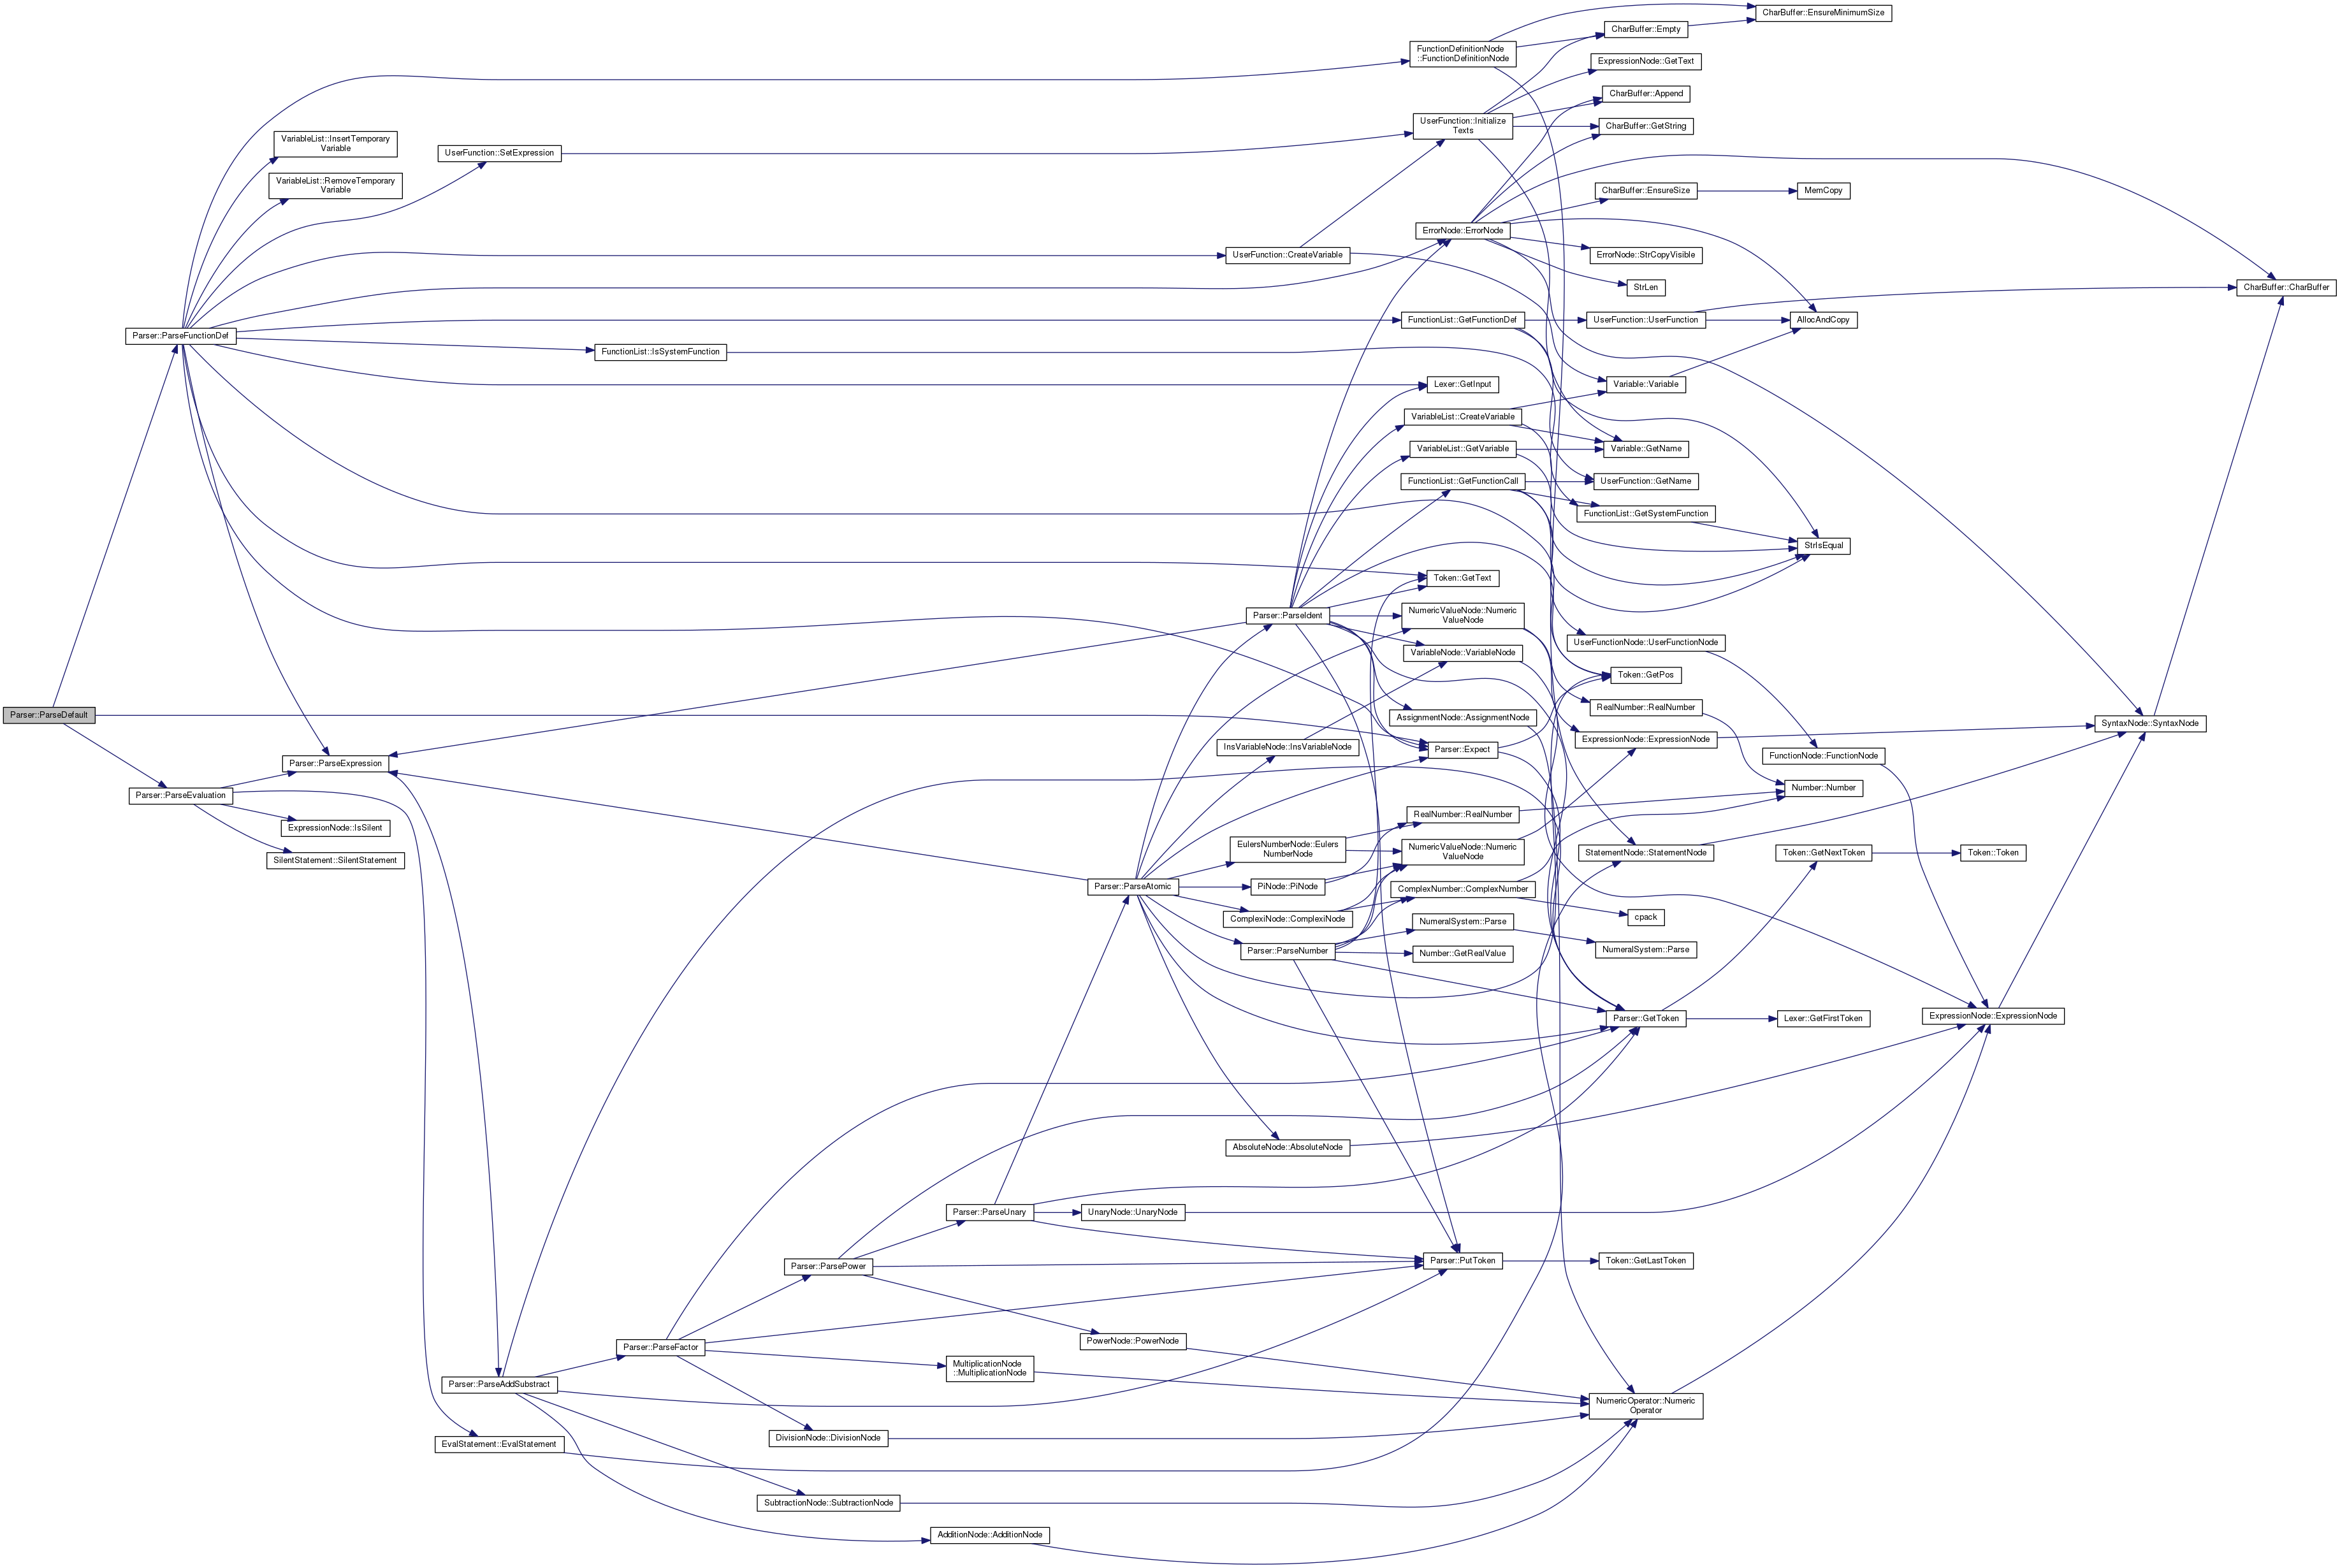 CharBuffer::EnsureMinimumSize
CharBuffer::Empty
FunctionDefinitionNode
::FunctionDefinitionNode
ExpressionNode::GetText
CharBuffer::Append
UserFunction::Initialize
Texts
CharBuffer::GetString
VariableList::InsertTemporary
Variable
UserFunction::SetExpression
VariableList::RemoveTemporary
Variable
CharBuffer::EnsureSize
MemCopy
ErrorNode::ErrorNode
UserFunction::CreateVariable
ErrorNode::StrCopyVisible
StrLen
CharBuffer::CharBuffer
Parser::ParseFunctionDef
FunctionList::GetFunctionDef
UserFunction::UserFunction
AllocAndCopy
FunctionList::IsSystemFunction
Lexer::GetInput
Variable::Variable
VariableList::CreateVariable
VariableList::GetVariable
Variable::GetName
FunctionList::GetFunctionCall
UserFunction::GetName
FunctionList::GetSystemFunction
StrIsEqual
Token::GetText
Parser::ParseIdent
NumericValueNode::Numeric
ValueNode
VariableNode::VariableNode
UserFunctionNode::UserFunctionNode
Token::GetPos
Parser::ParseDefault
AssignmentNode::AssignmentNode
RealNumber::RealNumber
SyntaxNode::SyntaxNode
InsVariableNode::InsVariableNode
Parser::Expect
ExpressionNode::ExpressionNode
FunctionNode::FunctionNode
Parser::ParseExpression
Parser::ParseEvaluation
Number::Number
ExpressionNode::IsSilent
SilentStatement::SilentStatement
RealNumber::RealNumber
EulersNumberNode::Eulers
NumberNode
NumericValueNode::Numeric
ValueNode
StatementNode::StatementNode
Token::GetNextToken
Token::Token
Parser::ParseAtomic
PiNode::PiNode
ComplexNumber::ComplexNumber
ComplexiNode::ComplexiNode
NumeralSystem::Parse
cpack
Parser::ParseNumber
Number::GetRealValue
NumeralSystem::Parse
Parser::GetToken
Lexer::GetFirstToken
ExpressionNode::ExpressionNode
AbsoluteNode::AbsoluteNode
Parser::ParseUnary
UnaryNode::UnaryNode
Parser::ParsePower
Parser::PutToken
Token::GetLastToken
Parser::ParseFactor
PowerNode::PowerNode
MultiplicationNode
::MultiplicationNode
Parser::ParseAddSubstract
NumericOperator::Numeric
Operator
DivisionNode::DivisionNode
EvalStatement::EvalStatement
SubtractionNode::SubtractionNode
AdditionNode::AdditionNode